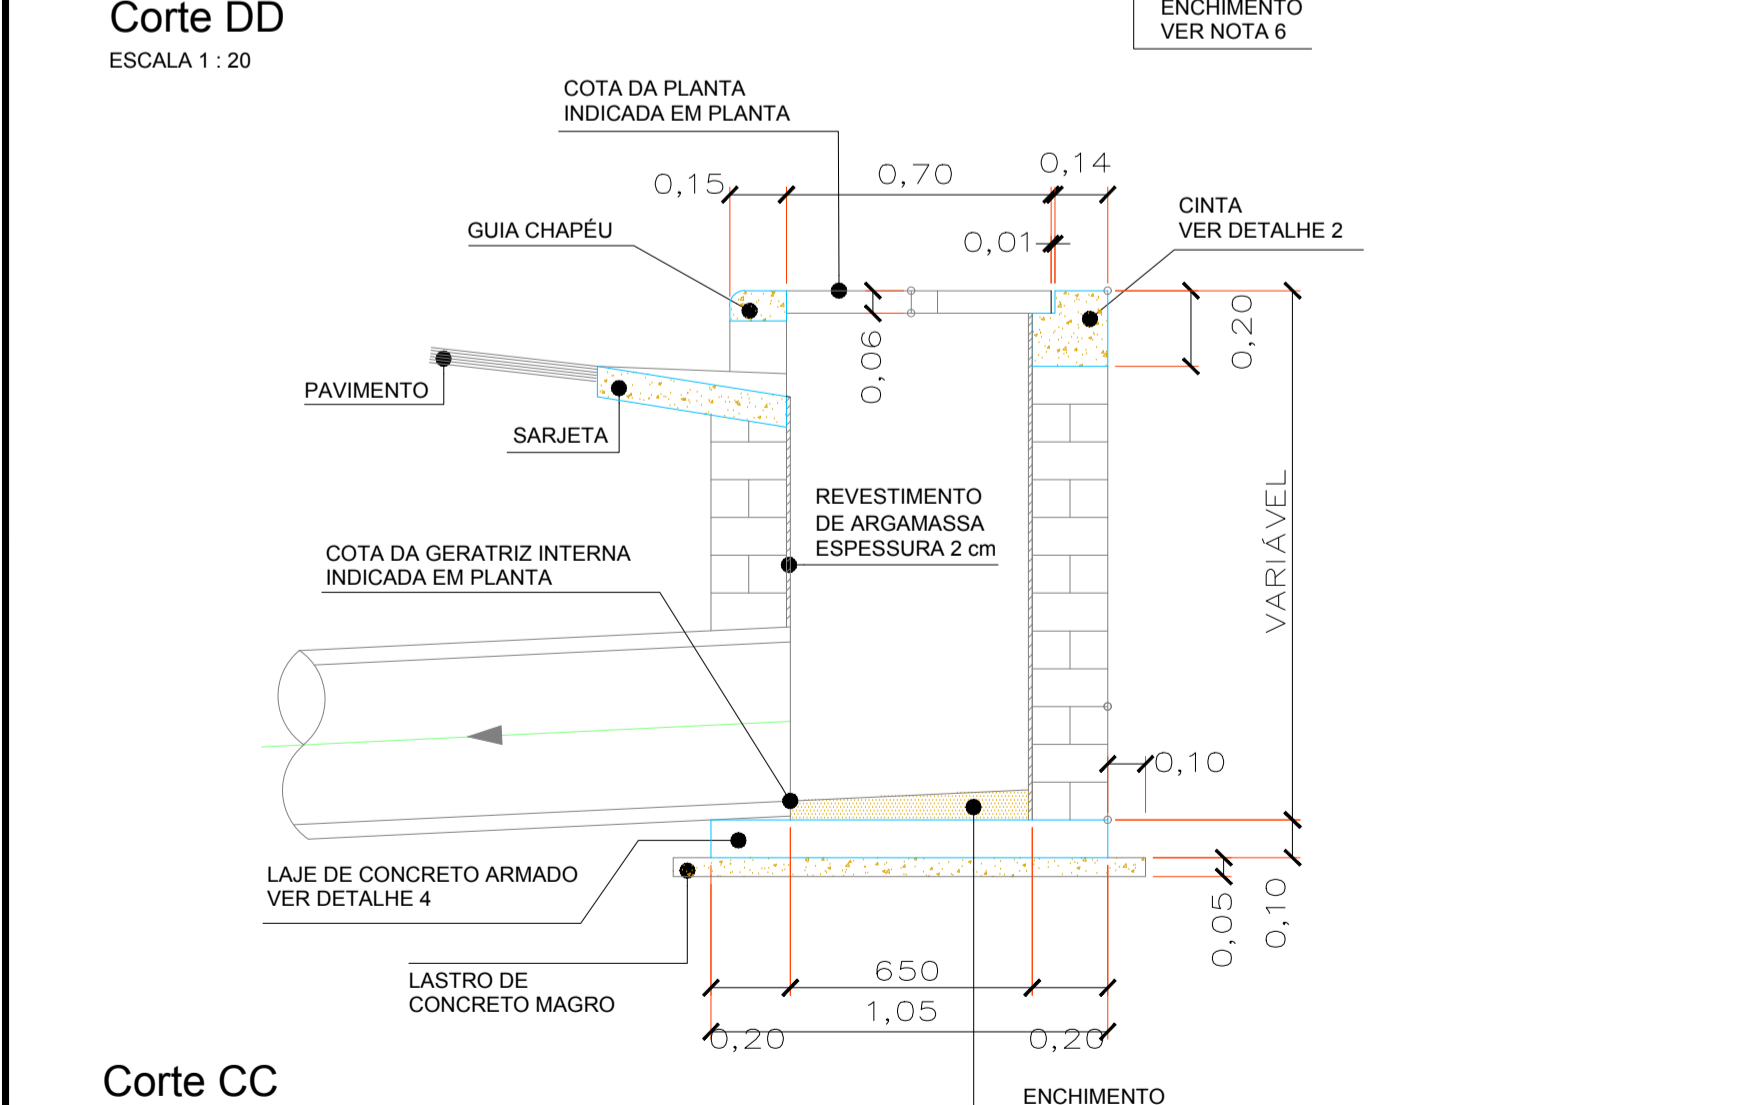 Corte DD
ESCALA 1 : 20
ENCHIMENTO
VER NOTA 6
COTA DA PLANTA
INDICADA EM PLANTA
0,15
0,70
0,14
GUIA CHAPÉU
0,01
CINTA
VER DETALHE 2
0,06
0,20
PAVIMENTO
SARJETA
REVESTIMENTO
DE ARGAMASSA
ESPESSURA 2 cm
VARIÁVEL
COTA DA GERATRIZ INTERNA
INDICADA EM PLANTA
0,10
LAJE DE CONCRETO ARMADO
VER DETALHE 4
0,05
0,10
LASTRO DE
CONCRETO MAGRO
650
1,05
0,20
0,20
Corte CC
ENCHIMENTO